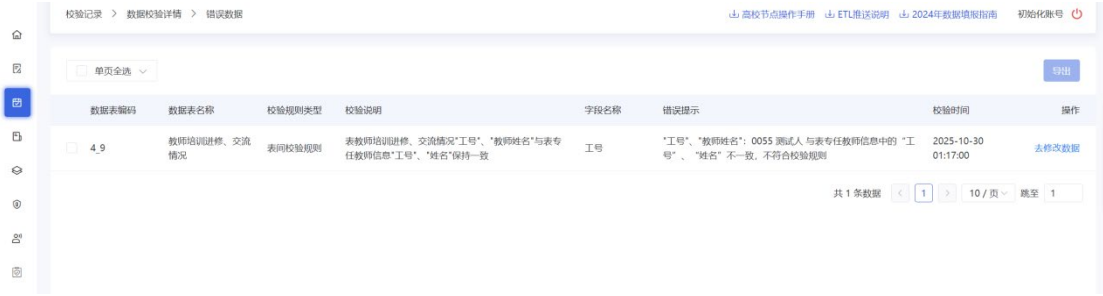 校验记录 > 数据校验详情 > 错误数据
高校节点操作手册 ETL推送说明 2024年数据填报指南 初始化账号
单页全选
导出
数据表编码 数据表名称 校验规则类型 校验说明 字段名称 错误提示 校验时间 操作
4_9 教师培训进修、交流 表间校验规则 表教师培训进修、交流情况"工号"、"教师姓名"与表专 工号 "工号"、"教师姓名"：0055 测试人 与表专任教师信息中的 "工 2025-10-30 去修改数据
情况 任教师信息"工号"、"姓名"保持一致 号" 、 "姓名" 不一致，不符合校验规则 01:17:00
共 1 条数据 < 1 > 10 / 页 跳至 1